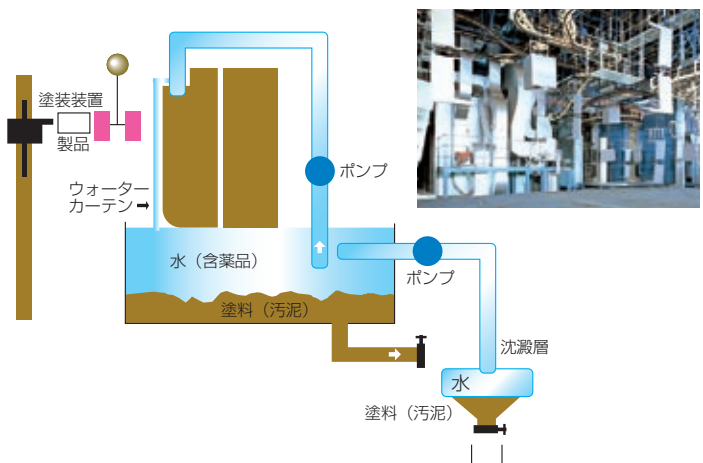 塗装装置
製品
ポンプ
ウォーター
カーテン
水（含薬品）
ポンプ
塗料（汚泥）
沈澱層
水
塗料（汚泥）